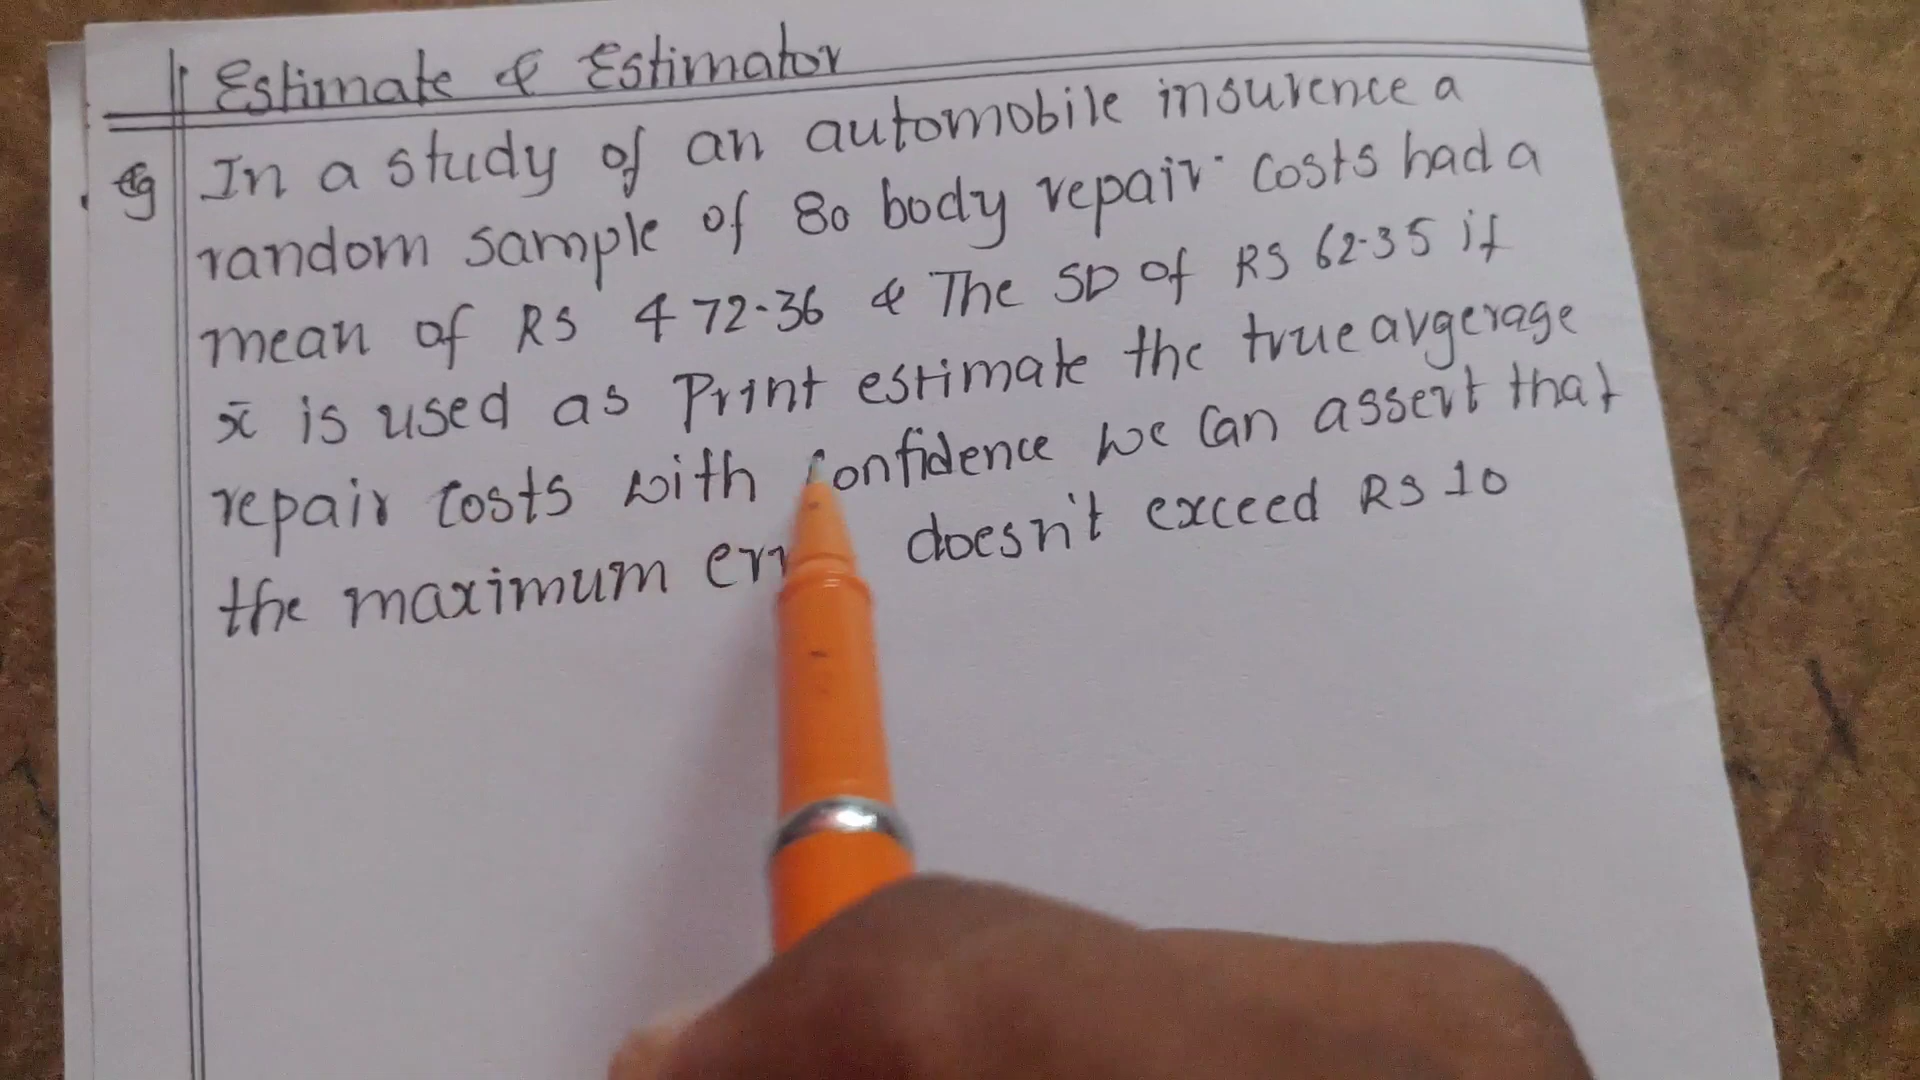 Estimate & Estimator
eg In a study of an automobile insurence a
random sample of 80 body repair costs had a
mean of RS 472.36 & The SD of RS 62.35 if
x̄ is used as Print estimate the true avgerage
repair costs with confidence we can assert that
the maximum doesn't exceed RS 10